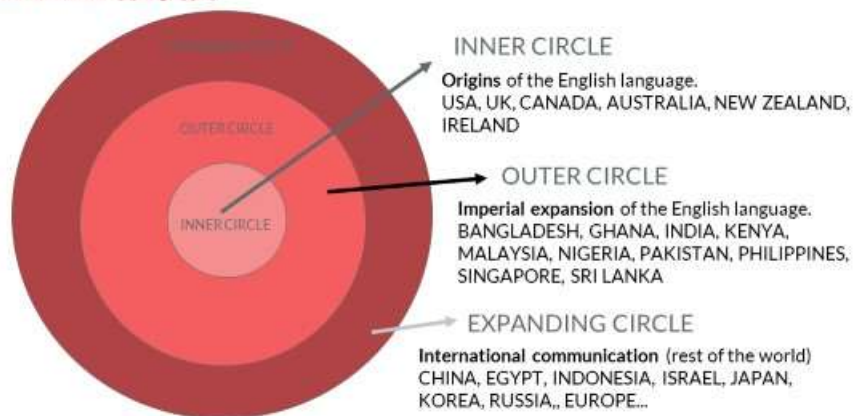 OUTER CIRCLE
INNER CIRCLE
INNER CIRCLE
Origins of the English language.
USA, UK, CANADA, AUSTRALIA, NEW ZEALAND,
IRELAND
OUTER CIRCLE
Imperial expansion of the English language.
BANGLADESH, GHANA, INDIA, KENYA,
MALAYSIA, NIGERIA, PAKISTAN, PHILIPPINES,
SINGAPORE, SRI LANKA
EXPANDING CIRCLE
International communication (rest of the world)
CHINA, EGYPT, INDONESIA, ISRAEL, JAPAN,
KOREA, RUSSIA,, EUROPE...